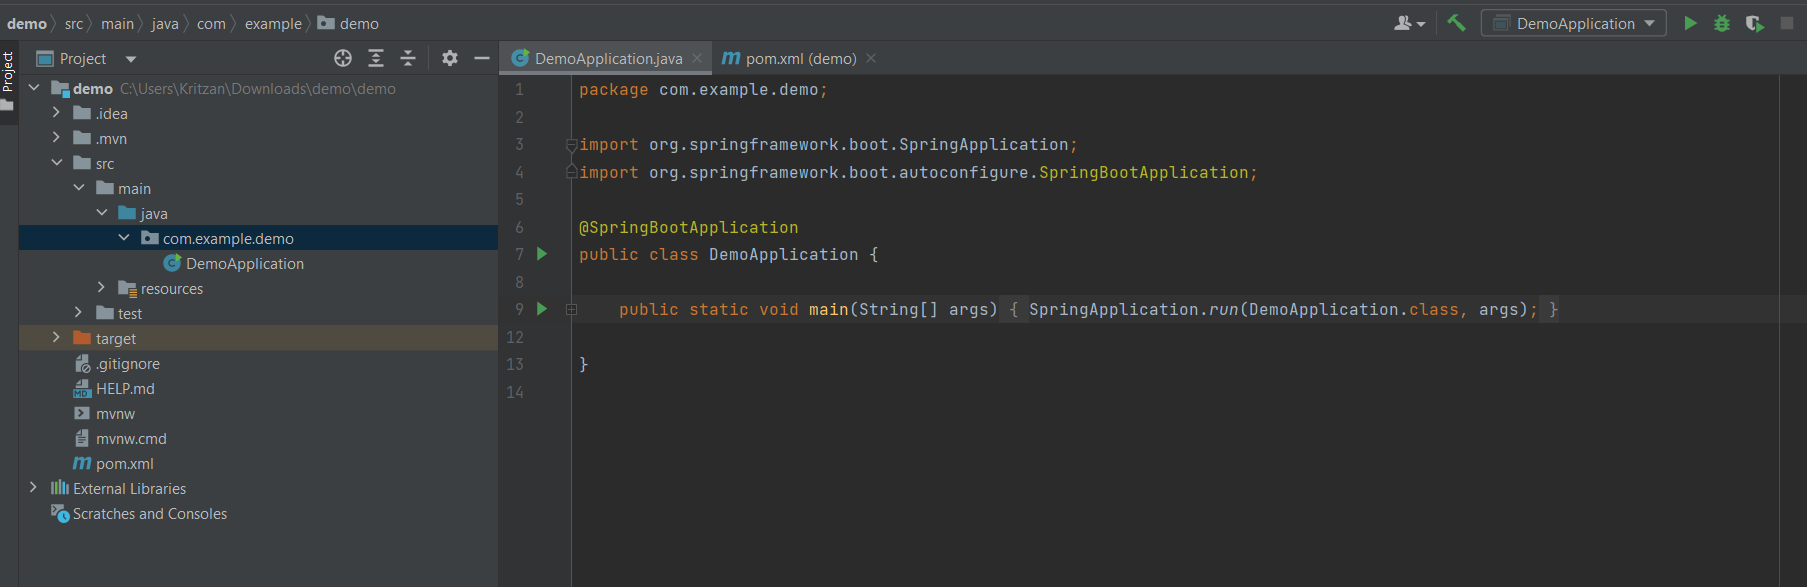 demo src main java com example demo
DemoApplication
Project
Project
DemoApplication.java
pom.xml (demo)
demo C:\Users\Kritzan\Downloads\demo\demo
.idea
.mvn
src
main
java
com.example.demo
DemoApplication
resources
test
target
.gitignore
MD HELP.md
mvnw
mvnw.cmd
m pom.xml
External Libraries
Scratches and Consoles
1 package com.example.demo;
2
3 import org.springframework.boot.SpringApplication;
4 import org.springframework.boot.autoconfigure.SpringBootApplication;
5
6 @SpringBootApplication
7 public class DemoApplication {
8
9 public static void main(String[] args) { SpringApplication.run(DemoApplication.class, args); }
12
13 }
14